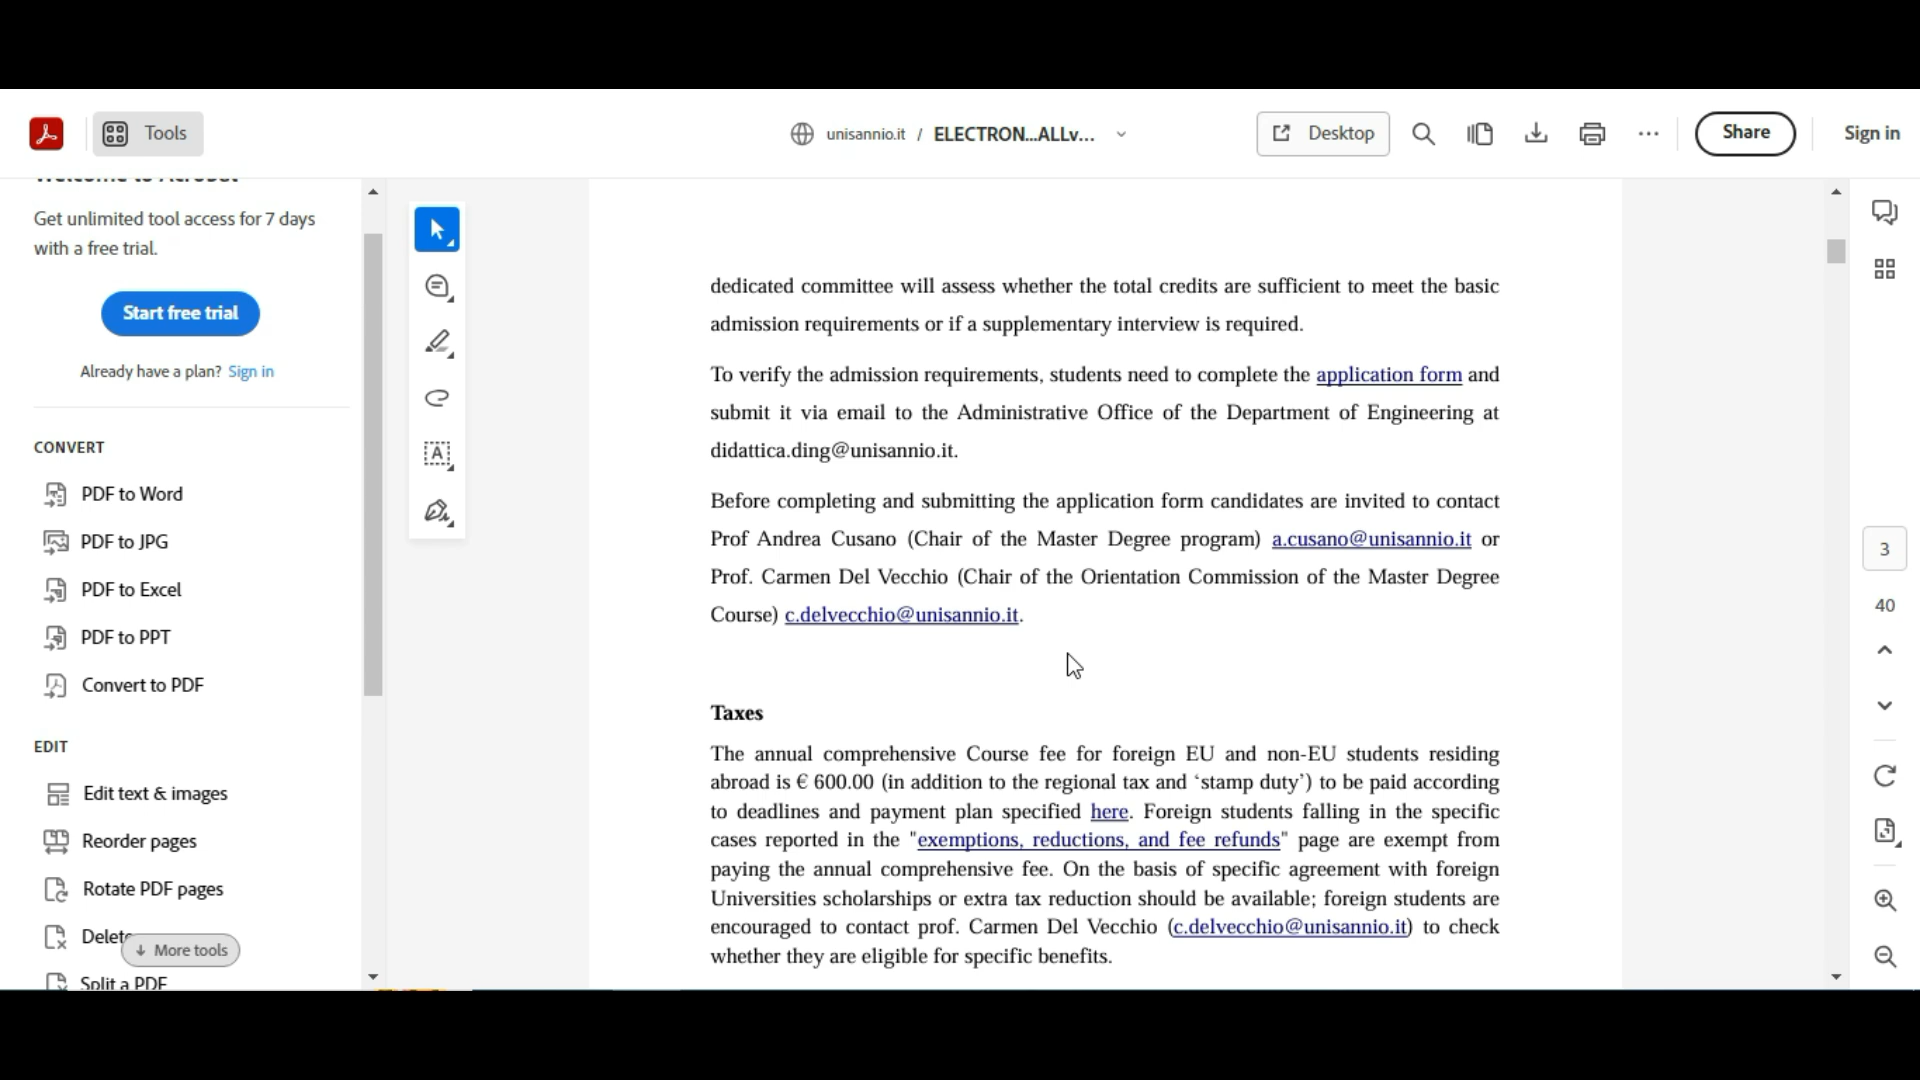 Tools
unisannio.it / ELECTRON...ALLv...
Desktop
Share
Sign in
Welcome to Acrobat
Get unlimited tool access for 7 days
with a free trial.
Start free trial
Already have a plan? Sign in
CONVERT
PDF to Word
PDF to JPG
PDF to Excel
PDF to PPT
Convert to PDF
EDIT
Edit text & images
Reorder pages
Rotate PDF pages
Delete
More tools
Split a PDF
dedicated committee will assess whether the total credits are sufficient to meet the basic
admission requirements or if a supplementary interview is required.
To verify the admission requirements, students need to complete the application form and
submit it via email to the Administrative Office of the Department of Engineering at
didattica.ding@unisannio.it.
Before completing and submitting the application form candidates are invited to contact
Prof Andrea Cusano (Chair of the Master Degree program) a.cusano@unisannio.it or
Prof. Carmen Del Vecchio (Chair of the Orientation Commission of the Master Degree
Course) c.delvecchio@unisannio.it.
Taxes
The annual comprehensive Course fee for foreign EU and non-EU students residing
abroad is € 600.00 (in addition to the regional tax and ‘stamp duty’) to be paid according
to deadlines and payment plan specified here. Foreign students falling in the specific
cases reported in the "exemptions, reductions, and fee refunds" page are exempt from
paying the annual comprehensive fee. On the basis of specific agreement with foreign
Universities scholarships or extra tax reduction should be available; foreign students are
encouraged to contact prof. Carmen Del Vecchio (c.delvecchio@unisannio.it) to check
whether they are eligible for specific benefits.
3
40